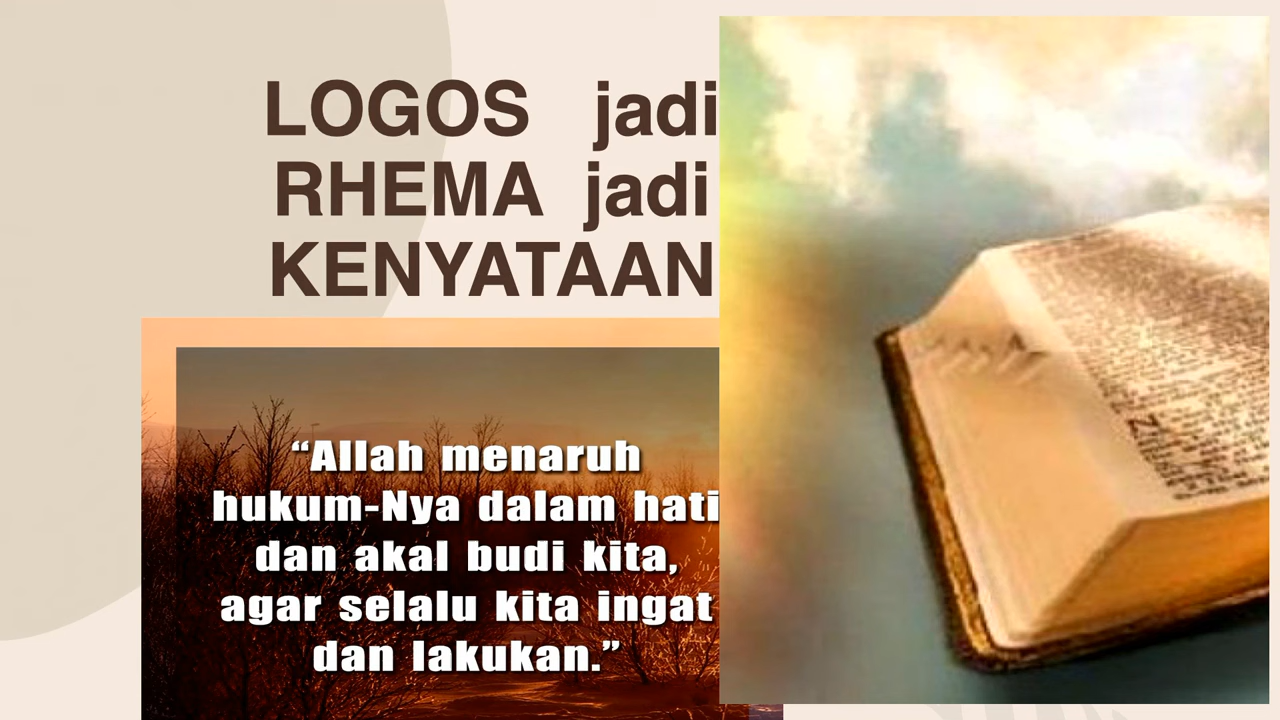 LOGOS jadi
RHEMA jadi
KENYATAAN
“Allah menaruh
hukum-Nya dalam hati
dan akal budi kita,
agar selalu kita ingat
dan lakukan.”